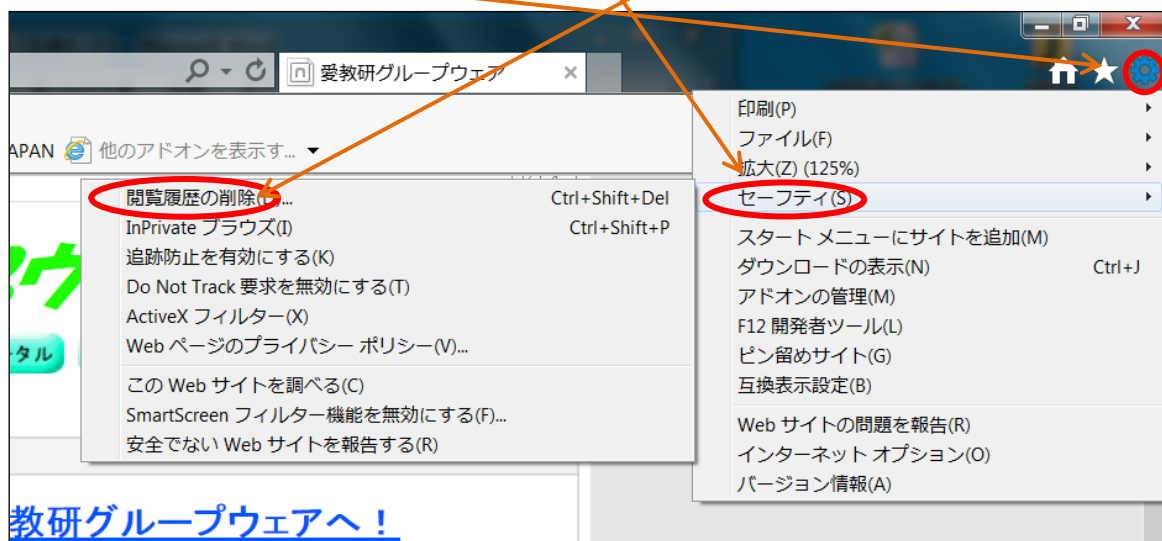 愛教研グループウェア
印刷(P)
ファイル(F)
APAN 他のアドオンを表示す...
拡大(Z) (125%)
閲覧履歴の削除(D)... Ctrl+Shift+Del
セーフティ(S)
InPrivate ブラウズ(I) Ctrl+Shift+P
追跡防止を有効にする(K)
Do Not Track 要求を無効にする(T)
ActiveX フィルター(X)
Web ページのプライバシー ポリシー(V)...
この Web サイトを調べる(C)
SmartScreen フィルター機能を無効にする(F)...
安全でない Web サイトを報告する(R)
スタート メニューにサイトを追加(M)
ダウンロードの表示(N) Ctrl+J
アドオンの管理(M)
F12 開発者ツール(L)
ピン留めサイト(G)
互換表示設定(B)
Web サイトの問題を報告(R)
インターネット オプション(O)
バージョン情報(A)
タル
教研グループウェアへ！